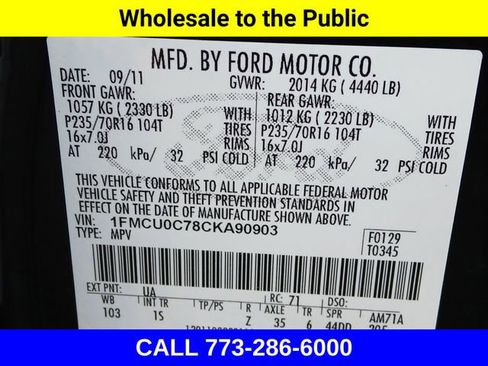 Wholesale to the Public
MFD. BY FORD MOTOR CO.
DATE: 09/11 GVWR: 2014 KG ( 4440 LB)
FRONT GAWR: REAR GAWR:
1057 KG ( 2330 LB) WITH 1012 KG ( 2230 LB) WITH
P235/70R16 104T TIRES P235/70R16 104T TIRES
16x7.0J RIMS 16x7.0J RIMS
AT 220 kPa/ 32 PSI COLD AT 220 kPa/ 32 PSI COLD
THIS VEHICLE CONFORMS TO ALL APPLICABLE FEDERAL MOTOR
VEHICLE SAFETY AND THEFT PREVENTION STANDARDS IN
EFFECT ON THE DATE OF MANUFACTURE SHOWN ABOVE.
VIN: 1FMCU0C78CKA90903 F0129
TYPE: MPV T0345
EXT PNT: UA RC: 71 DSO:
WB INT TR TP/PS R AXLE TR SPR AM71A
103 1S Z 35 6 44DD
CALL 773-286-6000